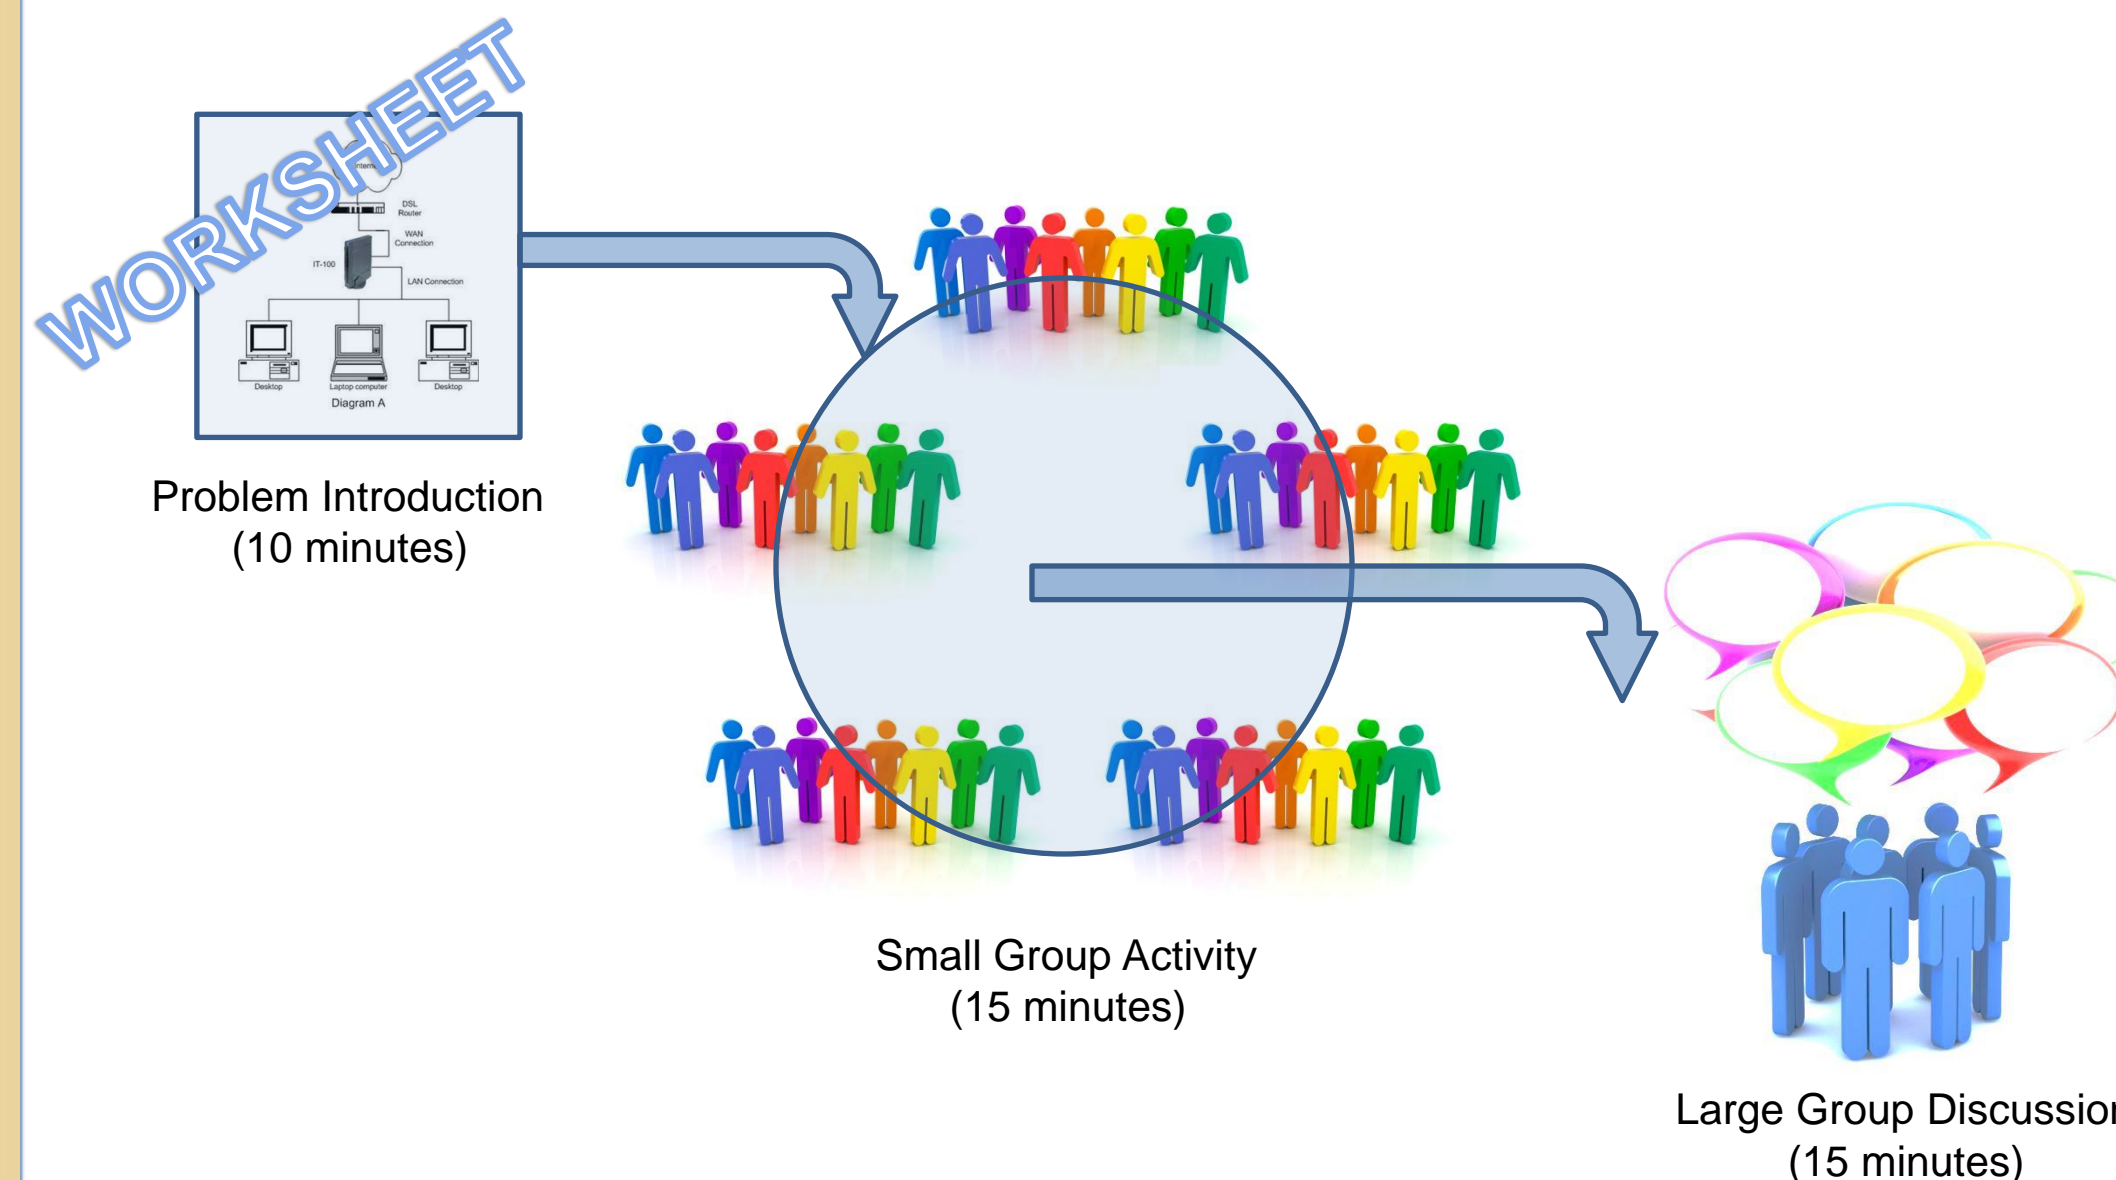 WORKSHEET
Internet
DSL
Router
WAN
Connection
IT-100
LAN Connection
Desktop
Laptop computer
Desktop
Diagram A
Problem Introduction
(10 minutes)
Small Group Activity
(15 minutes)
Large Group Discussion
(15 minutes)